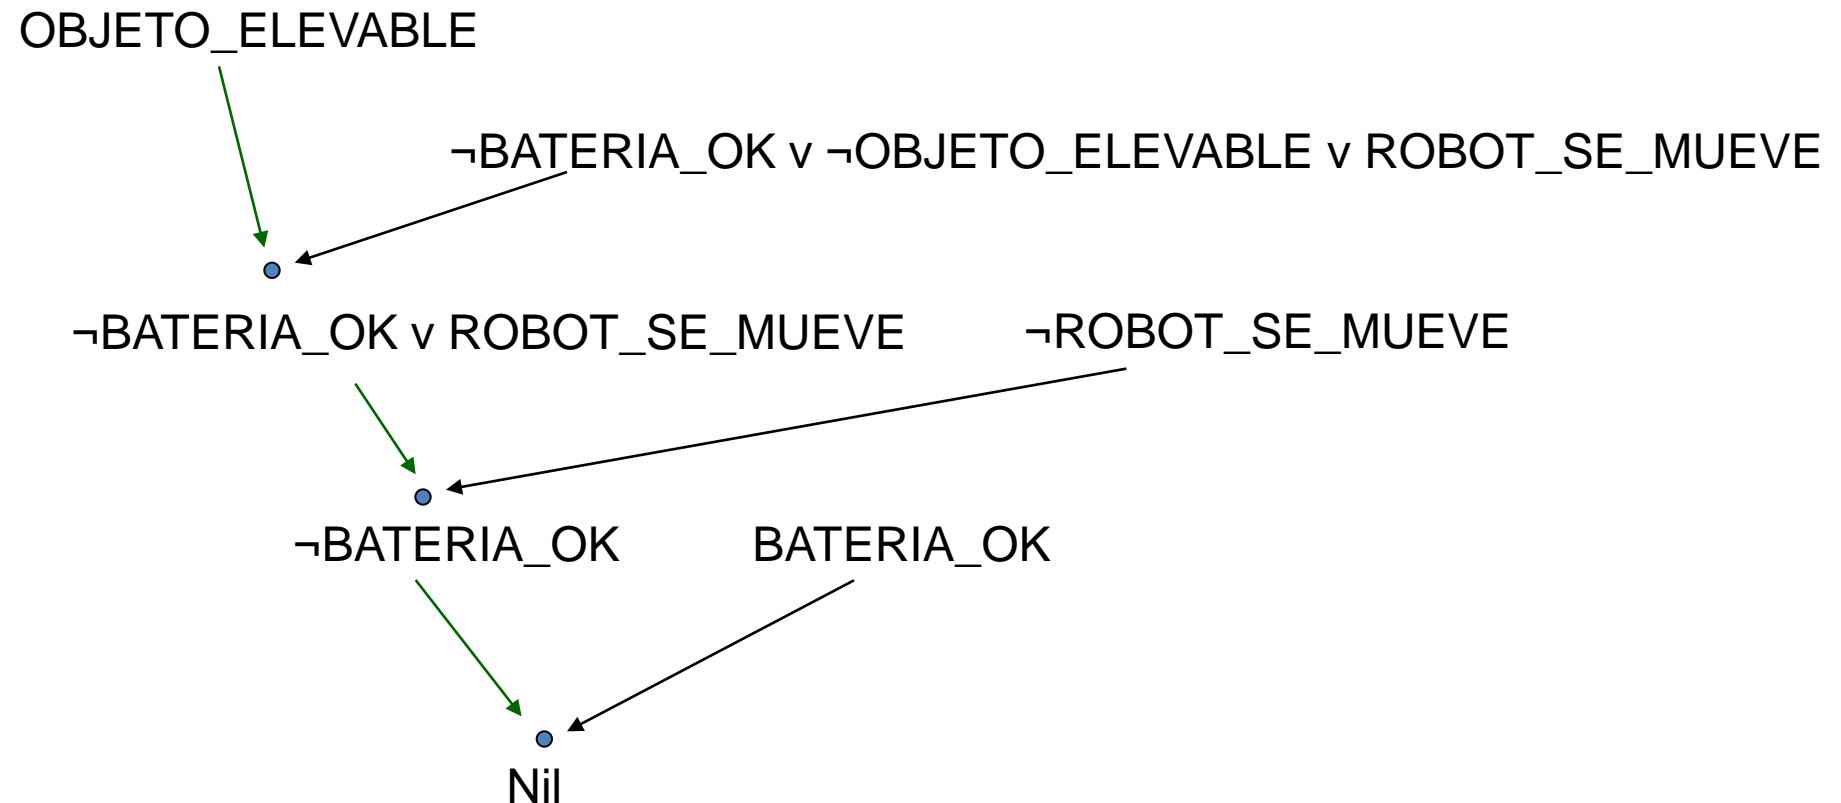 OBJETO_ELEVABLE
¬BATERIA_OK v ¬OBJETO_ELEVABLE v ROBOT_SE_MUEVE
¬BATERIA_OK v ROBOT_SE_MUEVE
¬ROBOT_SE_MUEVE
¬BATERIA_OK
BATERIA_OK
Nil